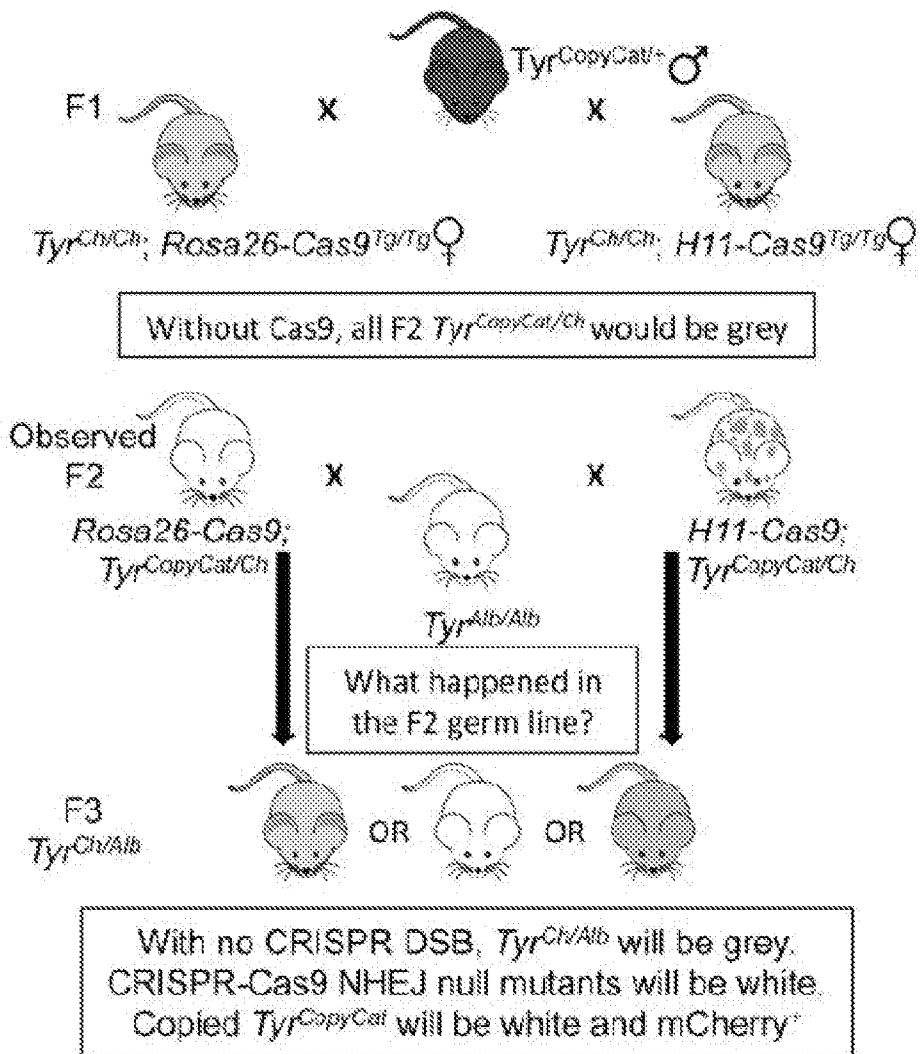 Tyr^CopyCat/+ ♂
F1 X X
Tyr^Ch/Ch; Rosa26-Cas9^Tg/Tg ♀ Tyr^Ch/Ch; H11-Cas9^Tg/Tg ♀
Without Cas9, all F2 Tyr^CopyCat/Ch would be grey
Observed
F2
X X
Rosa26-Cas9;
Tyr^CopyCat/Ch
H11-Cas9;
Tyr^CopyCat/Ch
Tyr^Alb/Alb
What happened in
the F2 germ line?
F3
Tyr^Ch/Alb
OR OR
With no CRISPR DSB, Tyr^Ch/Alb will be grey.
CRISPR-Cas9 NHEJ null mutants will be white.
Copied Tyr^CopyCat will be white and mCherry^+